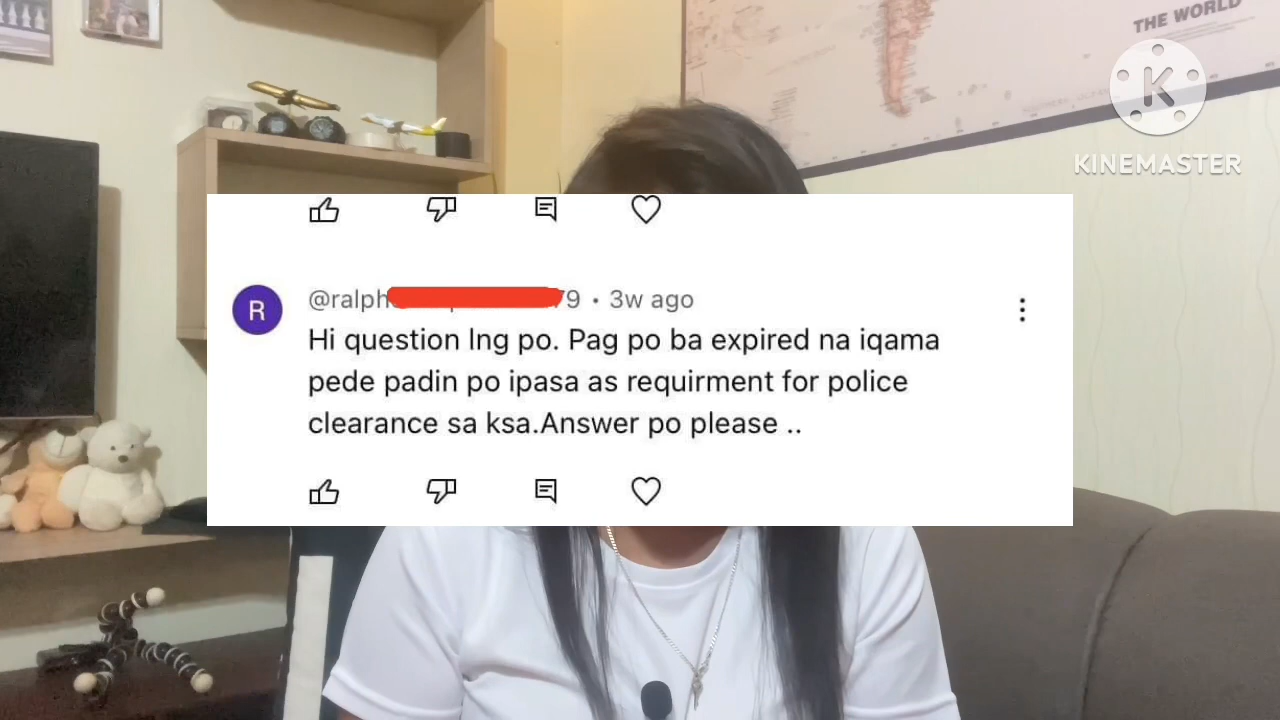 THE WORLD
K
KINEMASTER
R
@ralph 79 • 3w ago
Hi question lng po. Pag po ba expired na iqama
pede padin po ipasa as requirment for police
clearance sa ksa.Answer po please ..